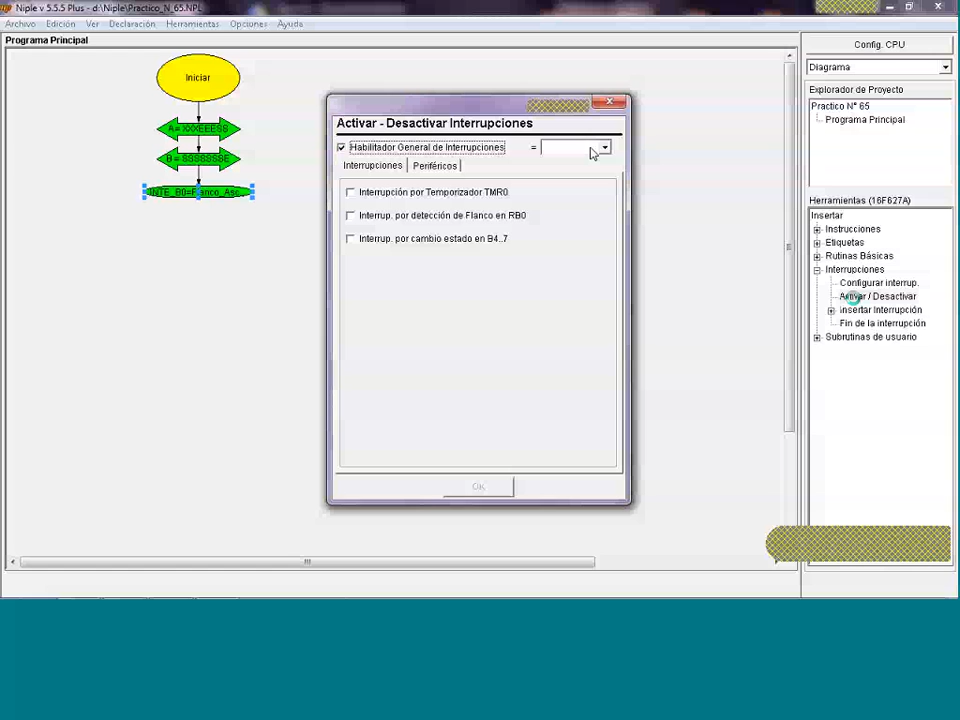 Niple v 5.5.5 Plus - d:\Niple\Practico_N_65.NPL
Archivo Edición Ver Declaración Herramientas Opciones Ayuda
Programa Principal
Iniciar
A= XXXEEESS
B = SSSSSSSE
INTE_B0=Flanco_Asc.
Activar - Desactivar Interrupciones
Habilitador General de Interrupciones =
Interrupciones Periféricos
Interrupción por Temporizador TMR0
Interrup. por detección de Flanco en RB0
Interrup. por cambio estado en B4..7
OK
Config. CPU
Diagrama
Explorador de Proyecto
Practico N° 65
Programa Principal
Herramientas (16F627A)
Insertar
Instrucciones
Etiquetas
Rutinas Básicas
Interrupciones
Configurar interrup.
Activar / Desactivar
Insertar Interrupción
Fin de la interrupción
Subrutinas de usuario